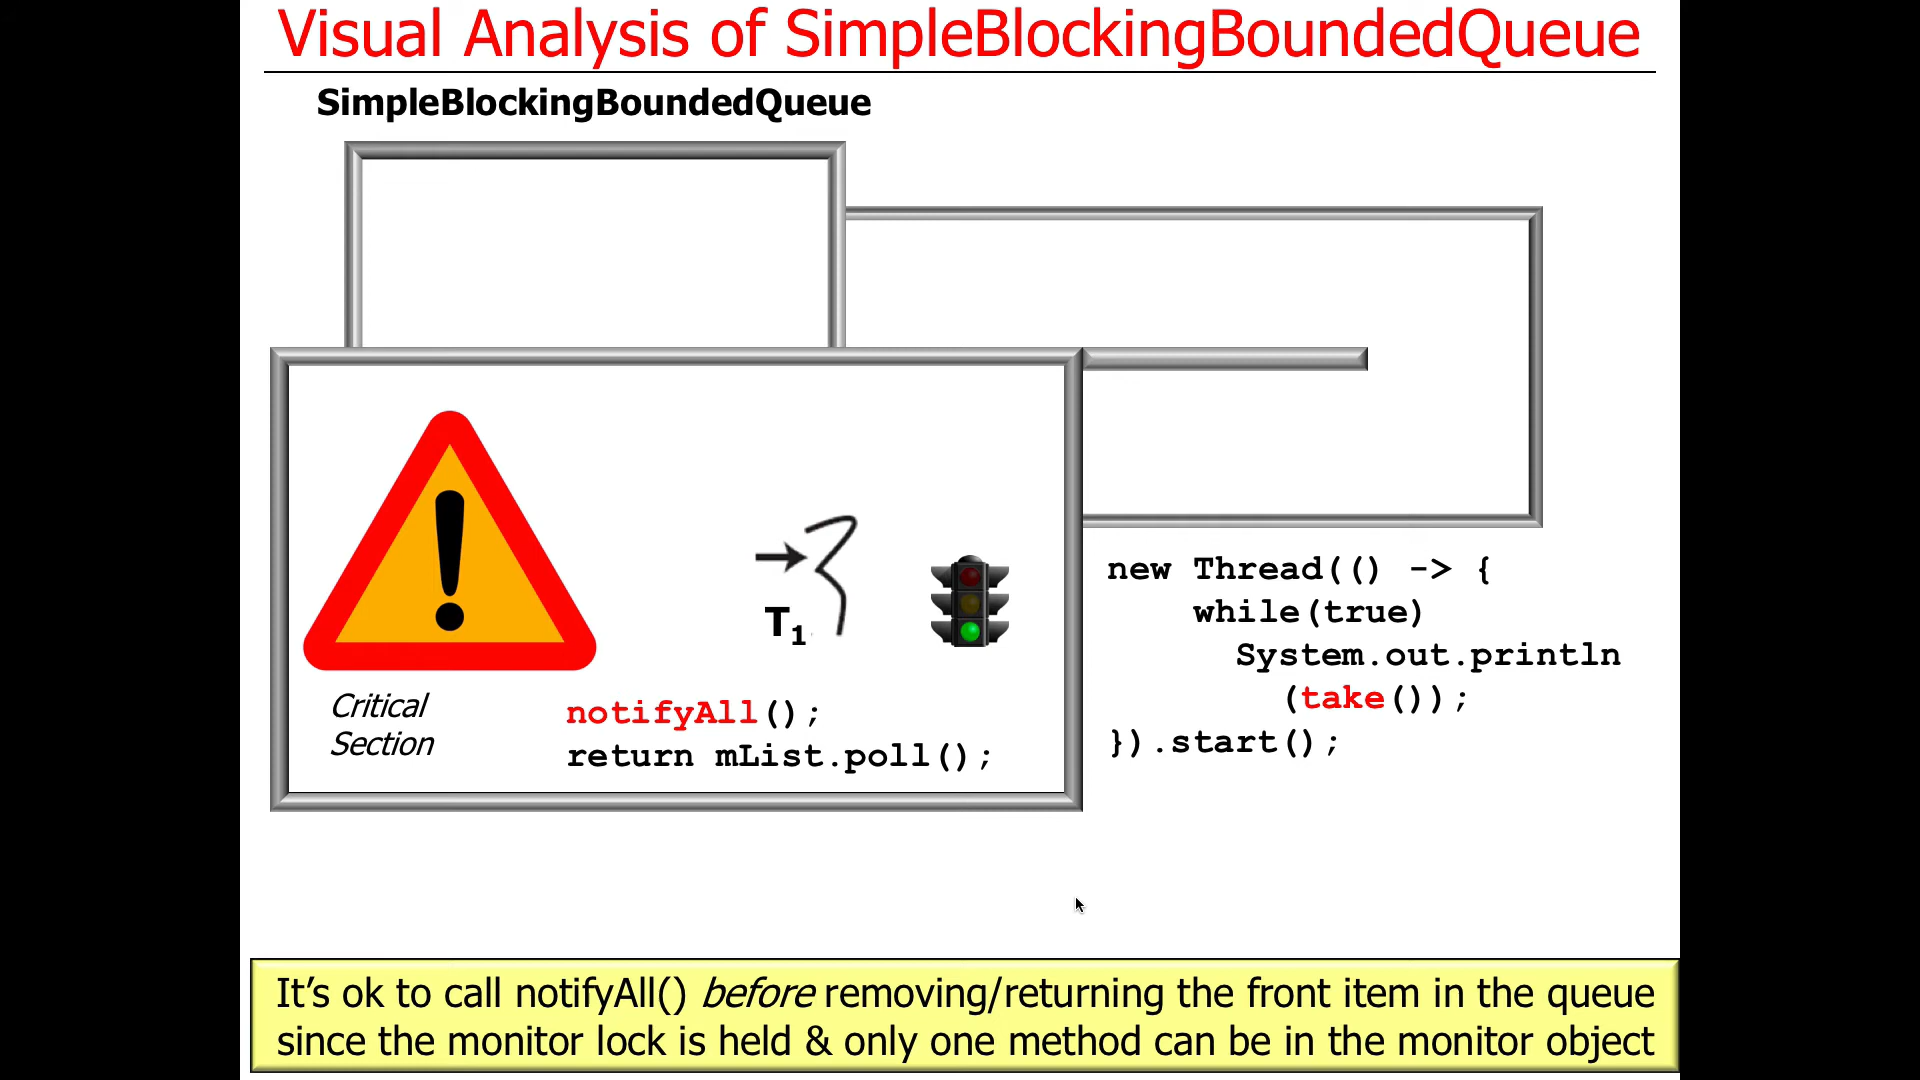 Visual Analysis of SimpleBlockingBoundedQueue
SimpleBlockingBoundedQueue
T1
Critical
Section
notifyAll();
return mList.poll();
new Thread(() -> {
while(true)
System.out.println
(take());
}).start();
It’s ok to call notifyAll() before removing/returning the front item in the queue
since the monitor lock is held & only one method can be in the monitor object